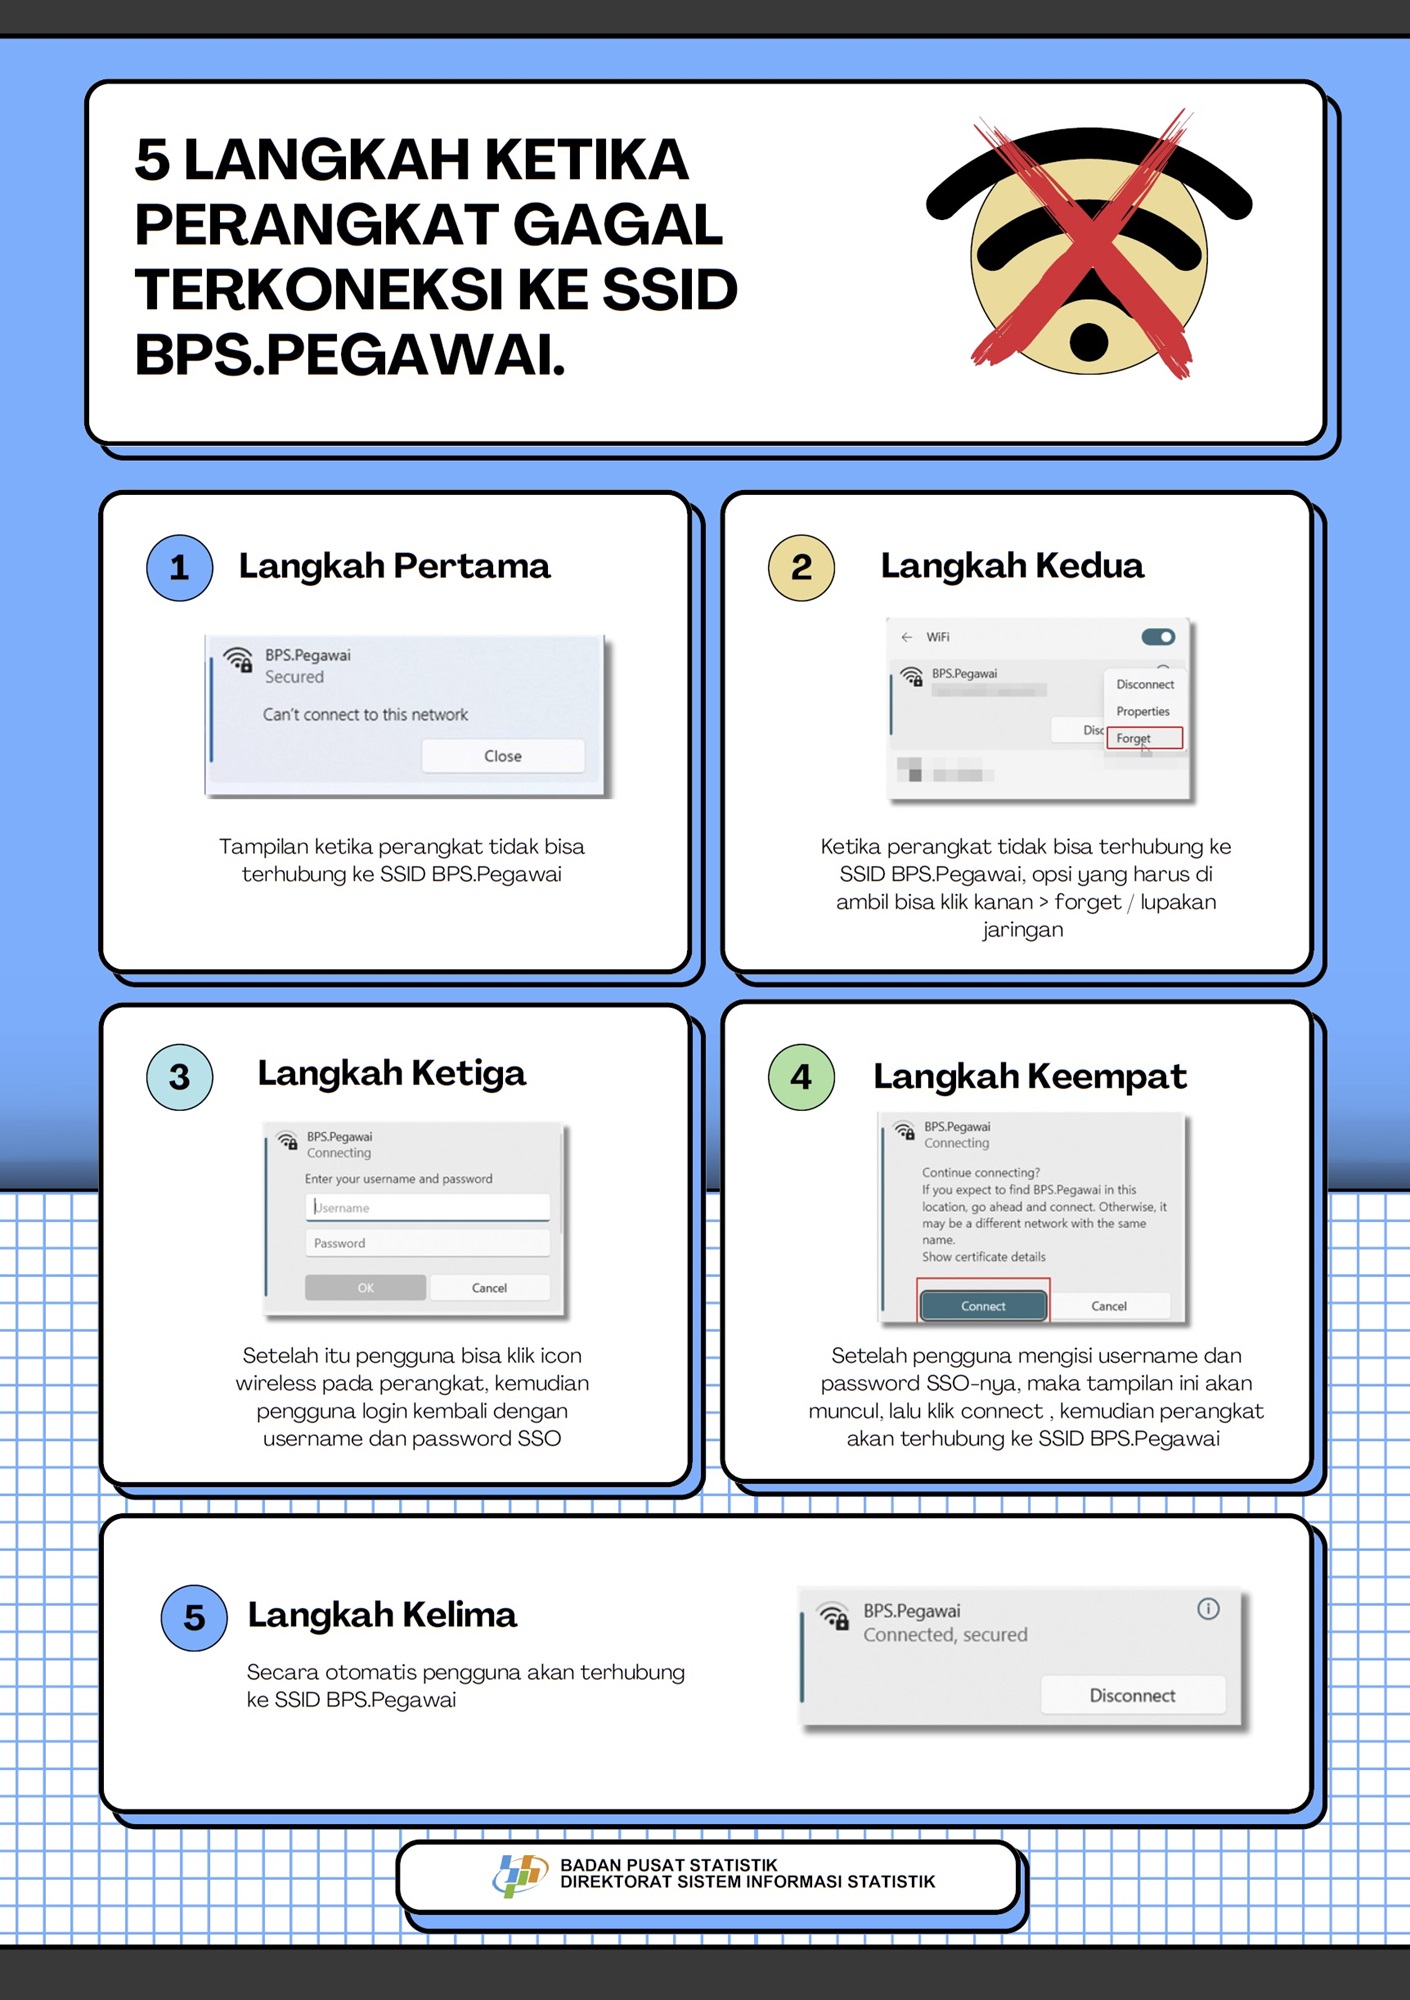 5 LANGKAH KETIKA
PERANGKAT GAGAL
TERKONEKSI KE SSID
BPS.PEGAWAI.
1
Langkah Pertama
BPS.Pegawai
Secured
Can't connect to this network
Close
Tampilan ketika perangkat tidak bisa
terhubung ke SSID BPS.Pegawai
2
Langkah Kedua
← WiFi
BPS.Pegawai
Disconnect
Properties
Disc
Forget
Ketika perangkat tidak bisa terhubung ke
SSID BPS.Pegawai, opsi yang harus di
ambil bisa klik kanan > forget / lupakan
jaringan
3
Langkah Ketiga
BPS.Pegawai
Connecting
Enter your username and password
Username
Password
OK
Cancel
Setelah itu pengguna bisa klik icon
wireless pada perangkat, kemudian
pengguna login kembali dengan
username dan password SSO
4
Langkah Keempat
BPS.Pegawai
Connecting
Continue connecting?
If you expect to find BPS.Pegawai in this
location, go ahead and connect. Otherwise, it
may be a different network with the same
name.
Show certificate details
Connect
Cancel
Setelah pengguna mengisi username dan
password SSO-nya, maka tampilan ini akan
muncul, lalu klik connect , kemudian perangkat
akan terhubung ke SSID BPS.Pegawai
5
Langkah Kelima
Secara otomatis pengguna akan terhubung
ke SSID BPS.Pegawai
BPS.Pegawai
Connected, secured
Disconnect
BADAN PUSAT STATISTIK
DIREKTORAT SISTEM INFORMASI STATISTIK